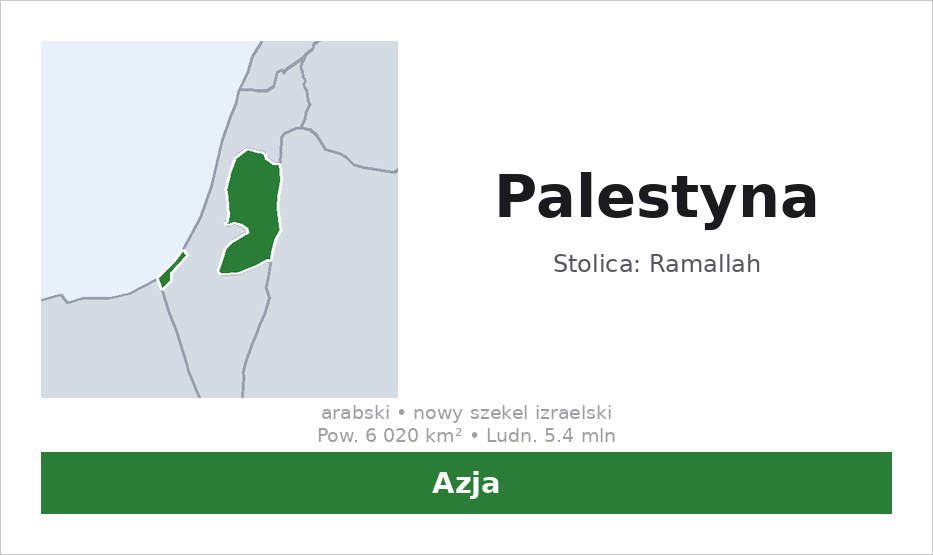 Palestyna
Stolica: Ramallah
arabski • nowy szekel izraelski
Pow. 6 020 km² • Ludn. 5.4 mln
Azja